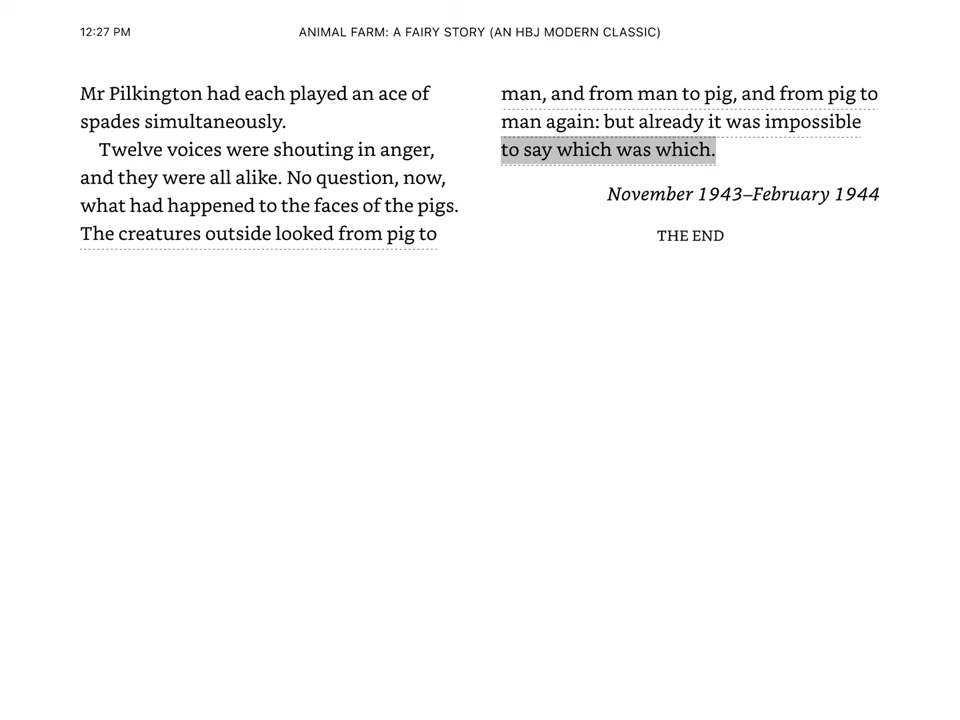 12:27 PM
ANIMAL FARM: A FAIRY STORY (AN HBJ MODERN CLASSIC)
Mr Pilkington had each played an ace of
spades simultaneously.
Twelve voices were shouting in anger,
and they were all alike. No question, now,
what had happened to the faces of the pigs.
The creatures outside looked from pig to
man, and from man to pig, and from pig to
man again: but already it was impossible
to say which was which.
November 1943–February 1944
THE END